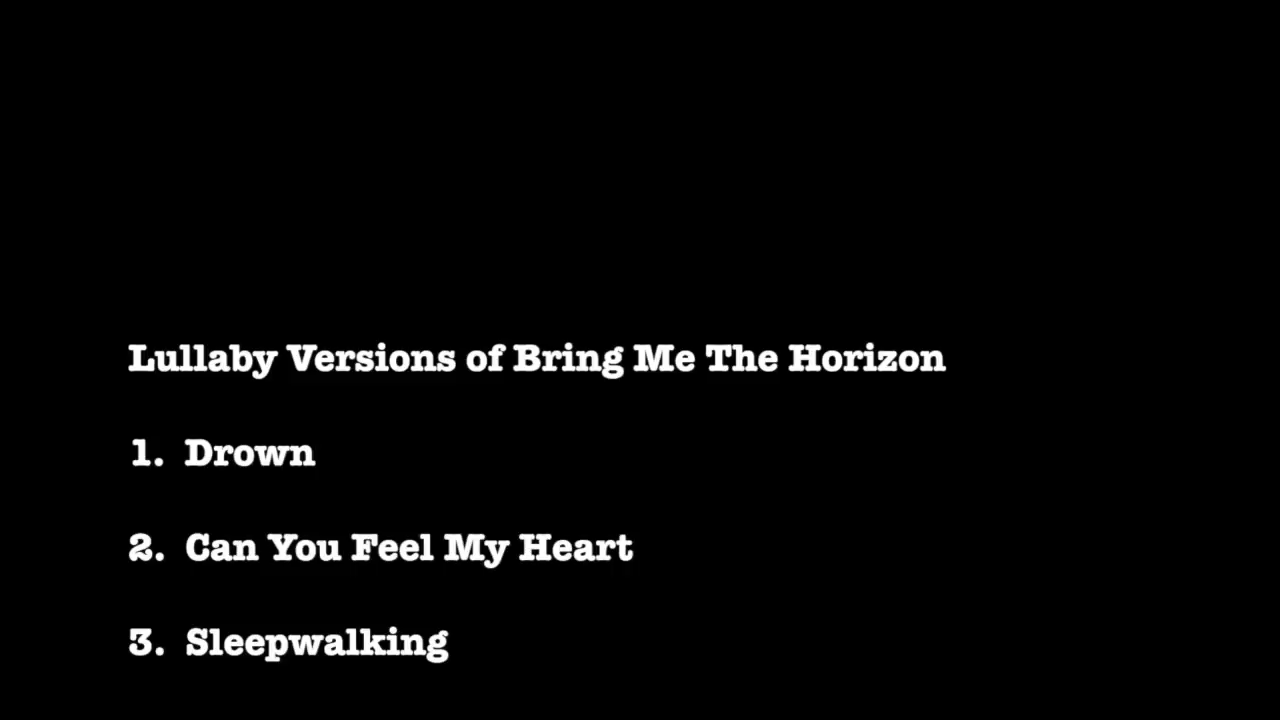 Lullaby Versions of Bring Me The Horizon
1. Drown
2. Can You Feel My Heart
3. Sleepwalking